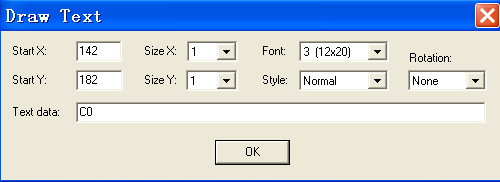 Draw Text
Start X: 142 Size X: 1 Font: 3 (12x20) Rotation:
Start Y: 182 Size Y: 1 Style: Normal None
Text data: C0
OK